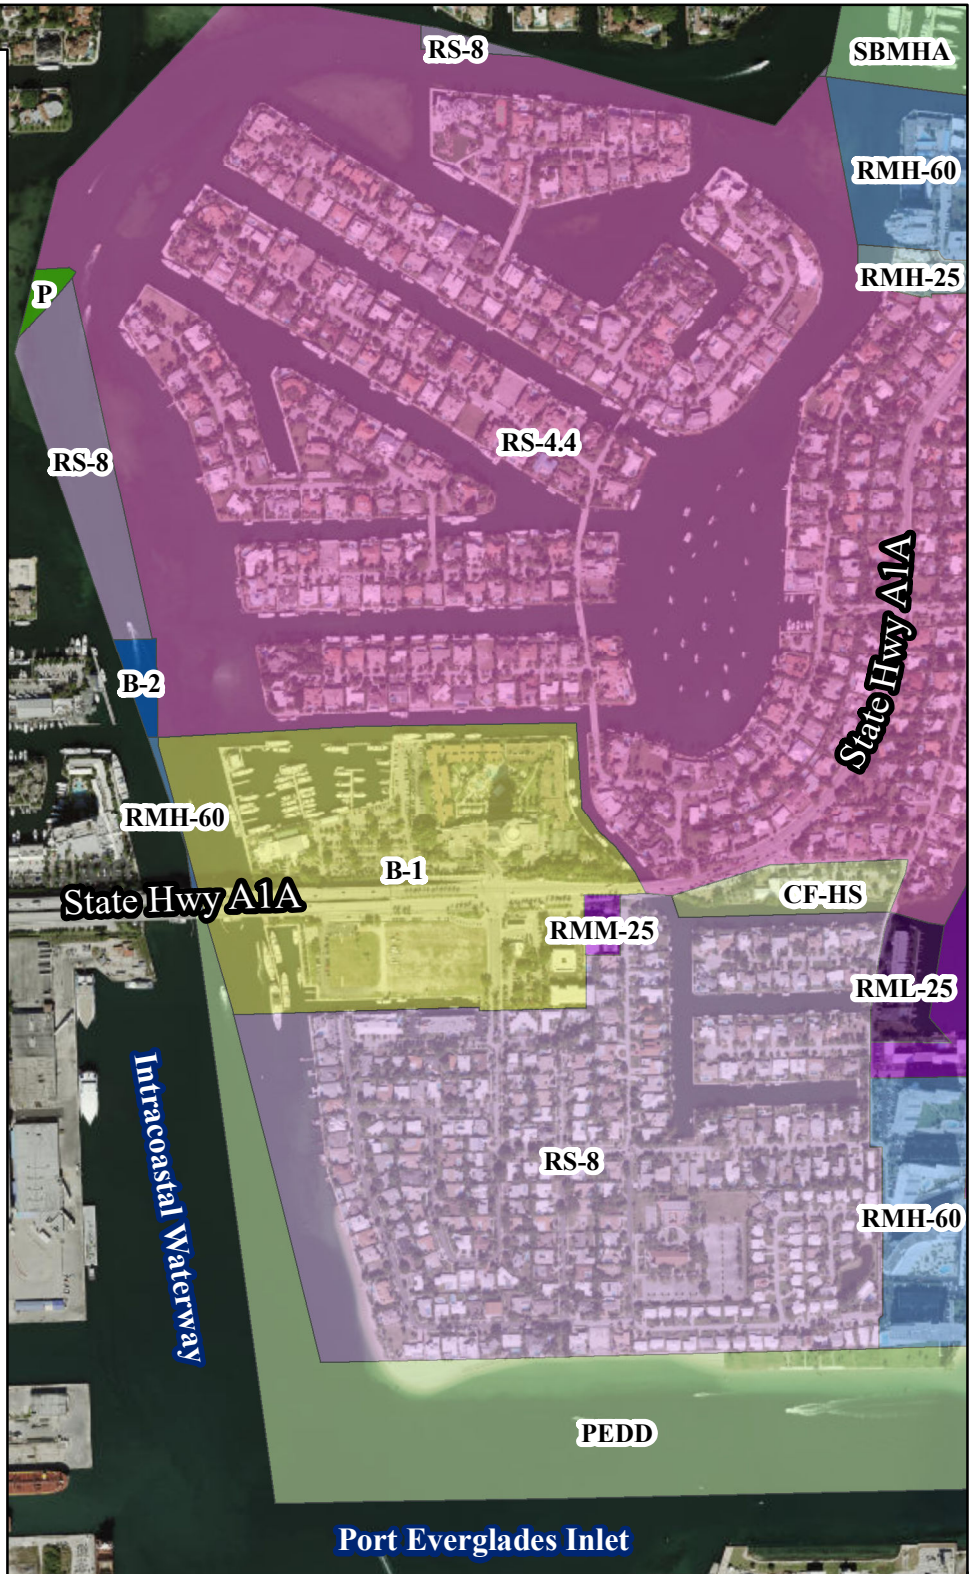 RS-8
SBMHA
RMH-60
RMH-25
P
RS-4.4
RS-8
State Hwy A1A
B-2
RMH-60
B-1
State Hwy A1A
CF-HS
RMM-25
RML-25
Intracoastal Waterway
RS-8
RMH-60
PEDD
Port Everglades Inlet